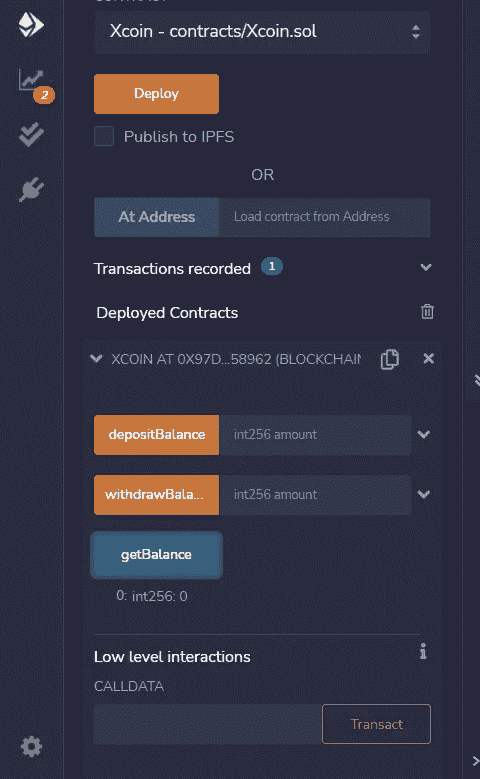 Xcoin - contracts/Xcoin.sol
2
Deploy
Publish to IPFS
OR
At Address Load contract from Address
Transactions recorded 1
Deployed Contracts
XCOIN AT 0X97D...58962 (BLOCKCHAIN
depositBalance int256 amount
withdrawBala... int256 amount
getBalance
0: int256: 0
Low level interactions
CALLDATA
Transact